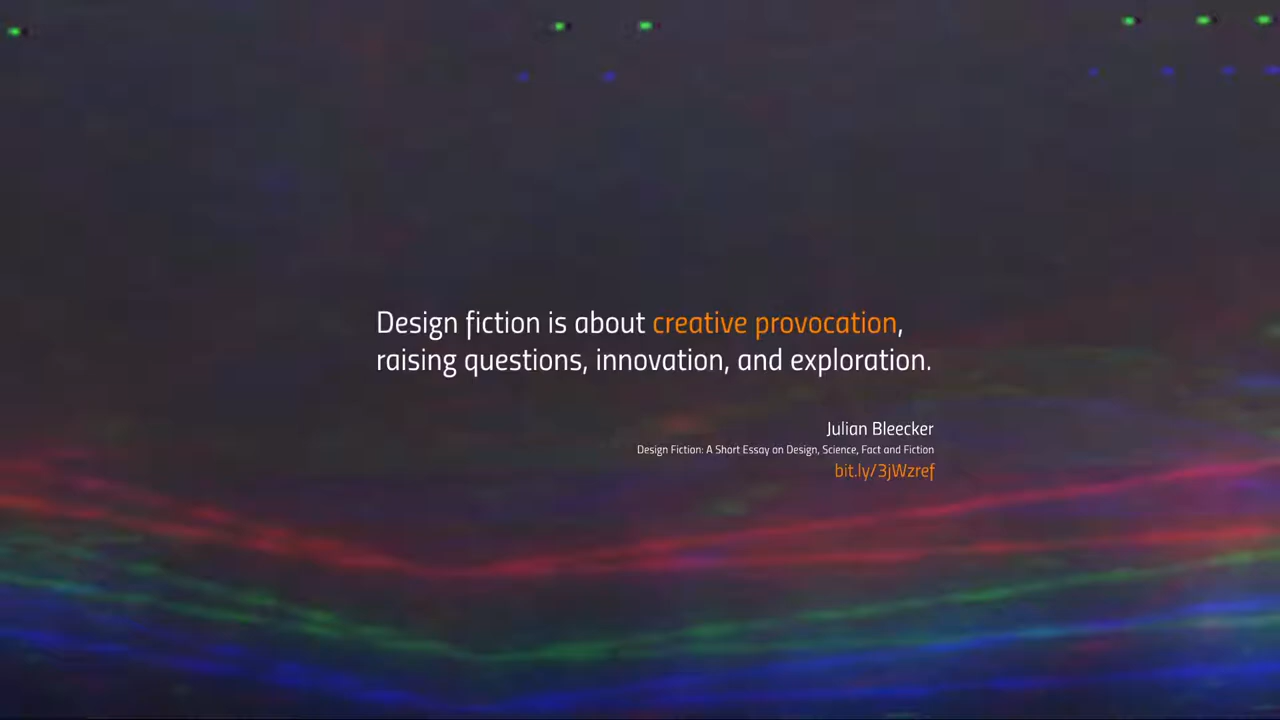 Design fiction is about creative provocation,
raising questions, innovation, and exploration.
Julian Bleecker
Design Fiction: A Short Essay on Design, Science, Fact and Fiction
bit.ly/3jWzref